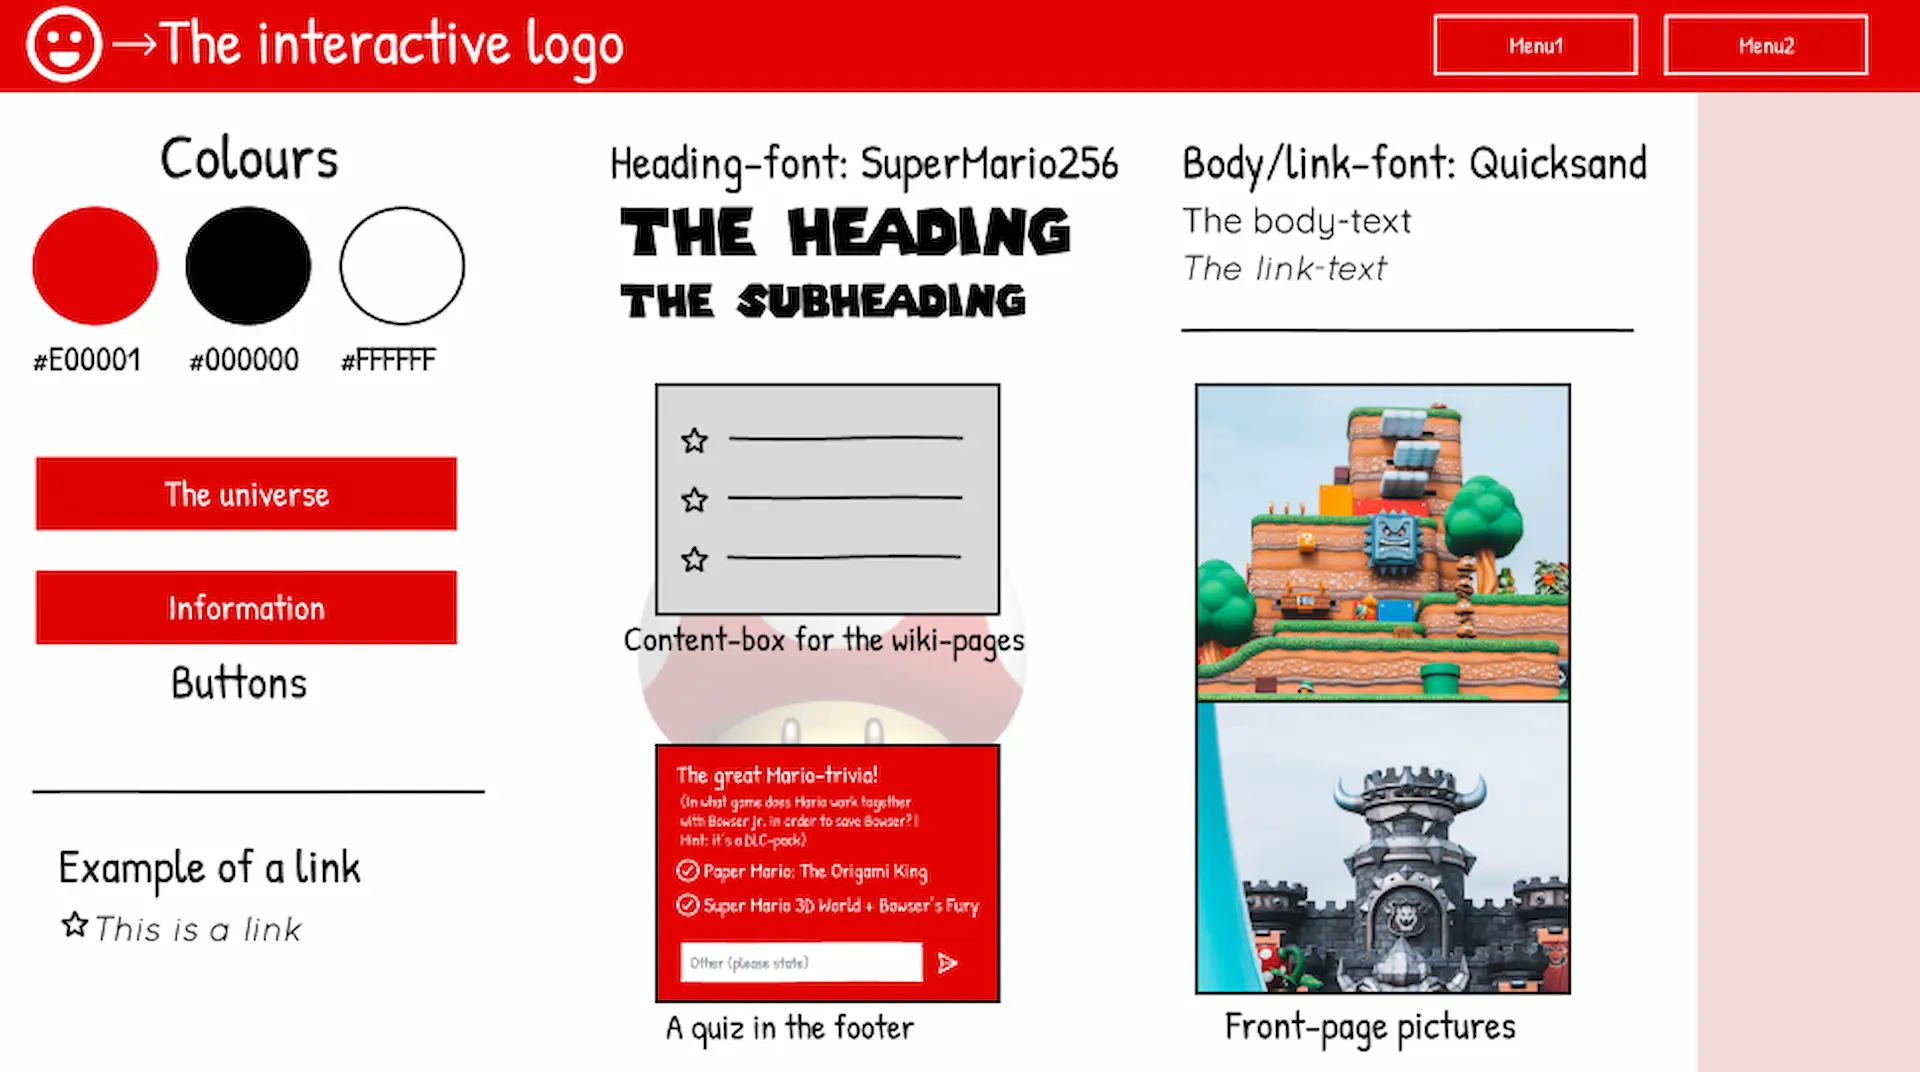 →The interactive logo
Menu1
Menu2
Colours
#E00001
#000000
#FFFFFF
The universe
Information
Buttons
Example of a link
This is a link
Heading-font: SuperMario256
THE HEADING
THE SUBHEADING
Content-box for the wiki-pages
The great Mario-trivia!
(In what game does Mario work together
with Bowser Jr. in order to save Bowser? |
Hint: it's a DLC-pack)
Paper Mario: The Origami King
Super Mario 3D World + Bowser's Fury
Other (please state)
A quiz in the footer
Body/link-font: Quicksand
The body-text
The link-text
?
Front-page pictures